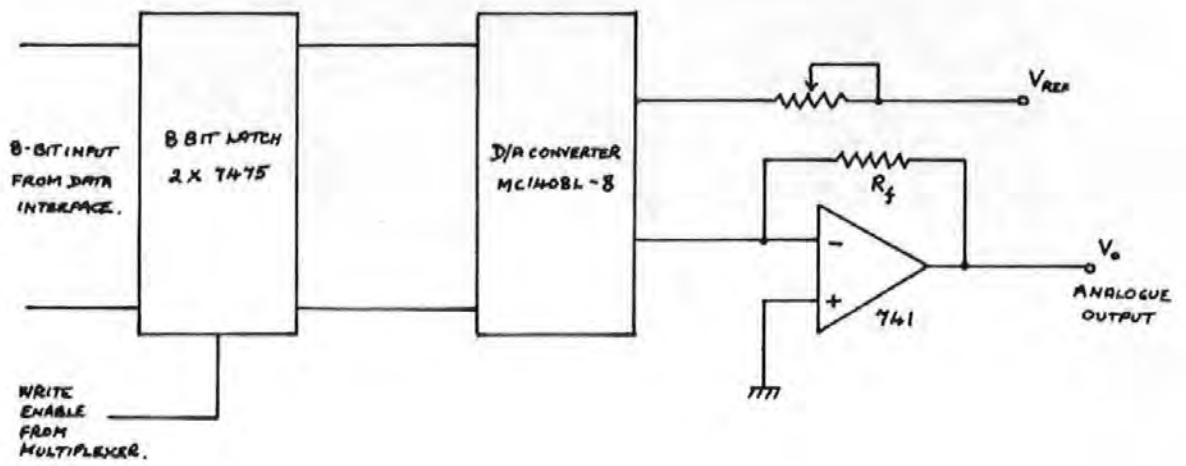 8-BIT INPUT
FROM DATA
INTERFACE.
8 BIT LATCH
2 X 7475
D/A CONVERTER
MC1408L-8
VREF
Rf
-
+
741
Vo
ANALOGUE
OUTPUT
WRITE
ENABLE
FROM
MULTIPLEXER.